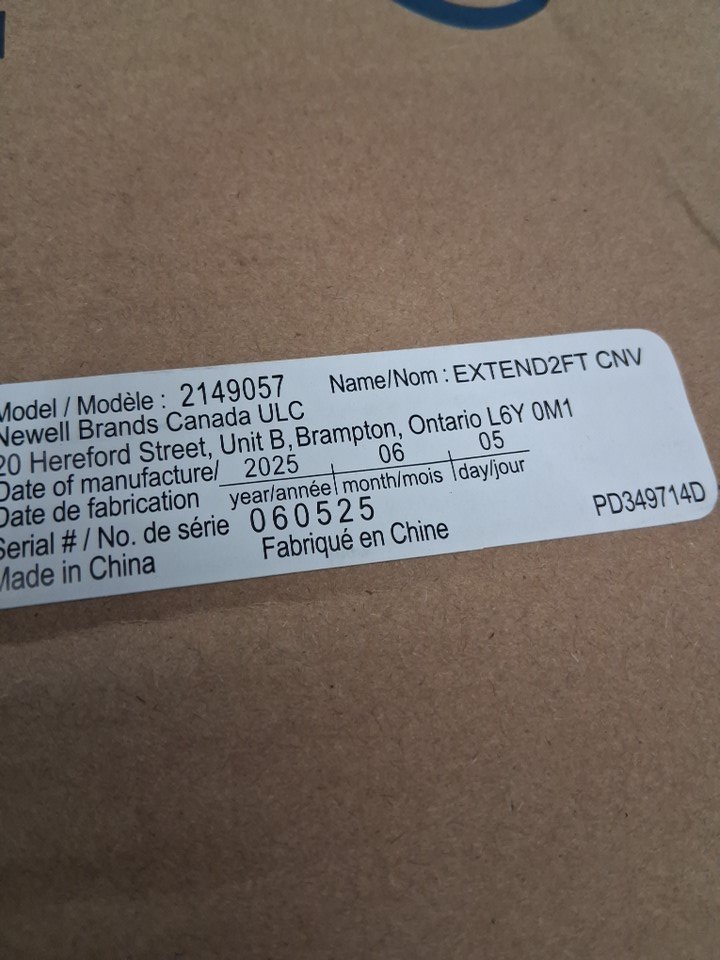 Model / Modèle : 2149057 Name/Nom : EXTEND2FT CNV
Newell Brands Canada ULC
20 Hereford Street, Unit B, Brampton, Ontario L6Y 0M1
Date of manufacture/ 2025 06 05
Date de fabrication year/année month/mois day/jour
Serial # / No. de série 060525 PD349714D
Made in China Fabriqué en Chine